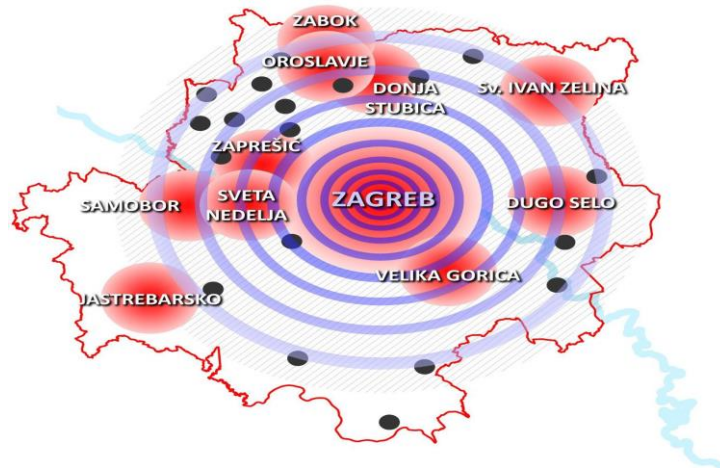 ZABOK
OROSLAVJE
DONJA
STUBICA
Sv. IVAN ZELINA
ZAPREŠIĆ
SAMOBOR
SVETA
NEDELJA
ZAGREB
DUGO SELO
VELIKA GORICA
JASTREBARSKO